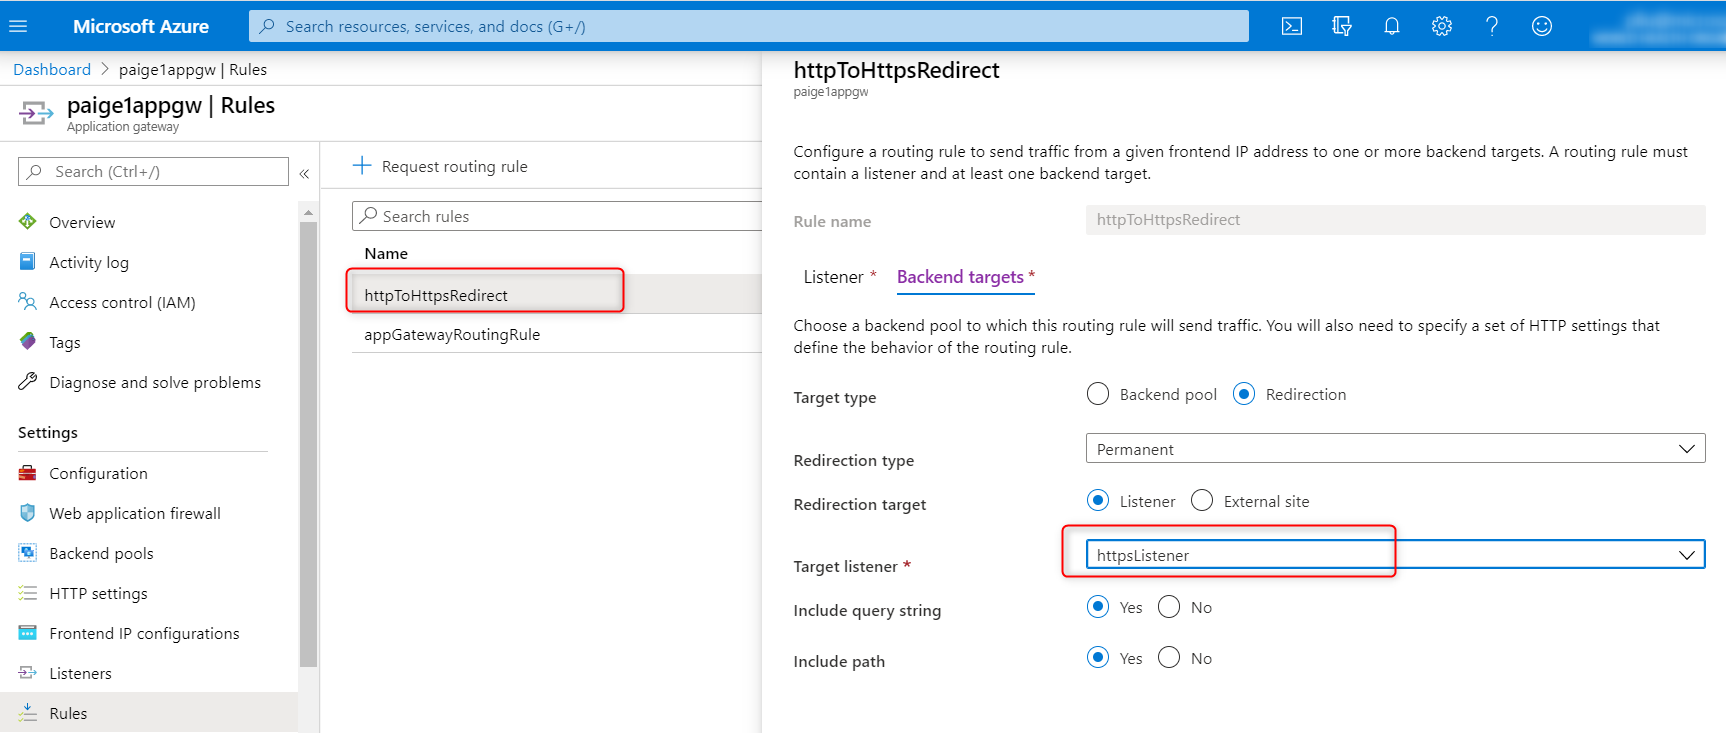 Microsoft Azure
Search resources, services, and docs (G+/)
Dashboard > paige1appgw | Rules
paige1appgw | Rules
Application gateway
Search (Ctrl+/)
«
Overview
Activity log
Access control (IAM)
Tags
Diagnose and solve problems
Settings
Configuration
Web application firewall
Backend pools
HTTP settings
Frontend IP configurations
Listeners
Rules
+ Request routing rule
Search rules
Name
httpToHttpsRedirect
appGatewayRoutingRule
httpToHttpsRedirect
paige1appgw
Configure a routing rule to send traffic from a given frontend IP address to one or more backend targets. A routing rule must
contain a listener and at least one backend target.
Rule name httpToHttpsRedirect
Listener * Backend targets *
Choose a backend pool to which this routing rule will send traffic. You will also need to specify a set of HTTP settings that
define the behavior of the routing rule.
Target type Backend pool Redirection
Redirection type Permanent
Redirection target Listener External site
Target listener * httpsListener
Include query string Yes No
Include path Yes No